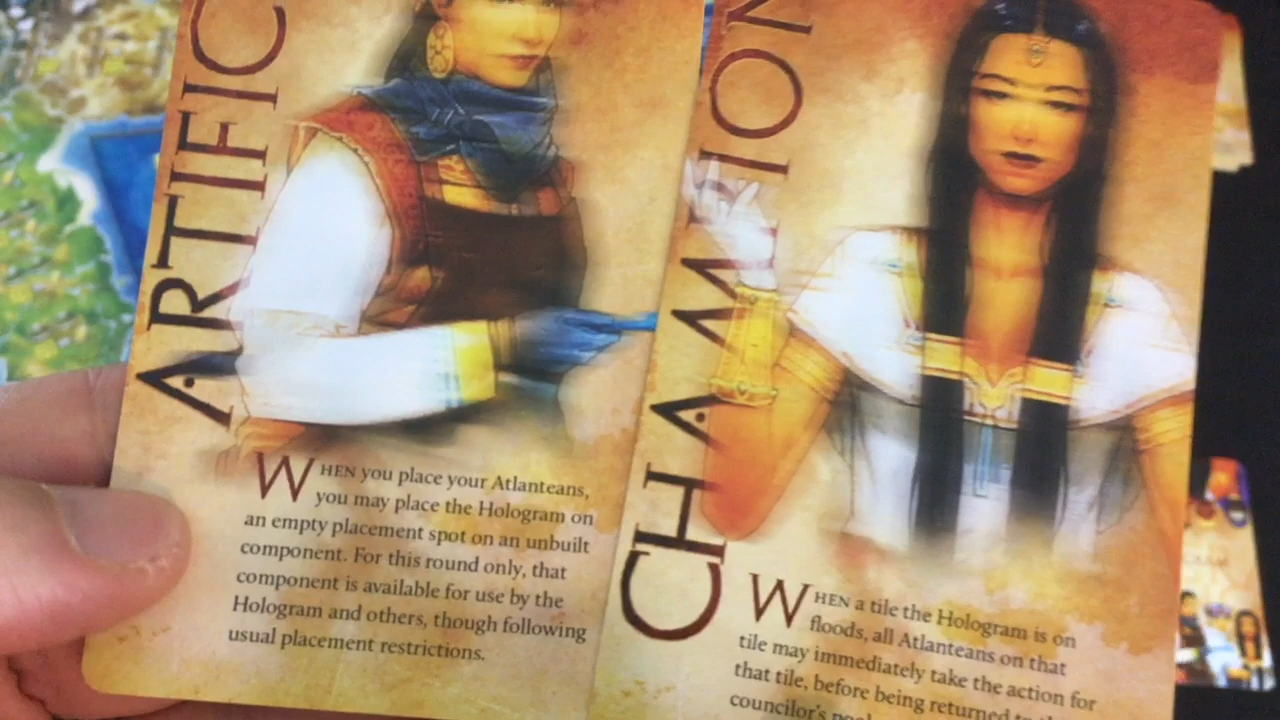 ARTIFIC
WHEN you place your Atlanteans,
you may place the Hologram on
an empty placement spot on an unbuilt
component. For this round only, that
component is available for use by the
Hologram and others, though following
usual placement restrictions.
CHAMPION
WHEN a tile the Hologram is on
floods, all Atlanteans on that
tile may immediately take the action for
that tile, before being returned to
councilor's